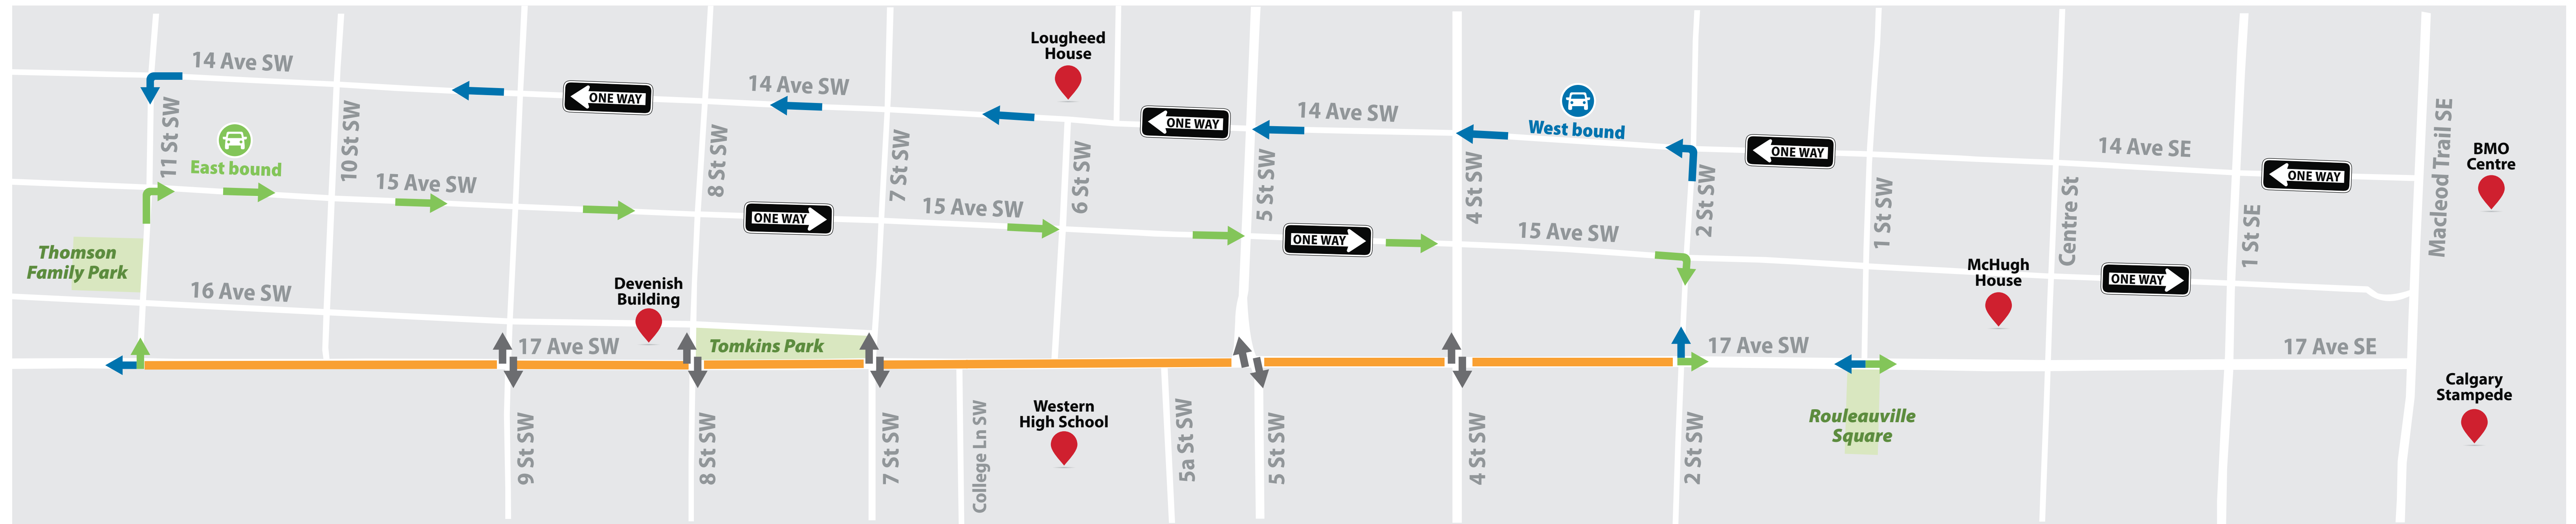 Lougheed
House
14 Ave SW
14 Ave SW
14 Ave SW
14 Ave SE
ONE WAY
ONE WAY
ONE WAY
ONE WAY
West bound
East bound
11 St SW
10 St SW
8 St SW
7 St SW
6 St SW
5 St SW
4 St SW
2 St SW
1 St SW
Centre St
1 St SE
Macleod Trail SE
BMO
Centre
15 Ave SW
15 Ave SW
15 Ave SW
ONE WAY
ONE WAY
ONE WAY
Thomson
Family Park
16 Ave SW
Devenish
Building
McHugh
House
17 Ave SW
Tomkins Park
17 Ave SW
17 Ave SE
9 St SW
8 St SW
7 St SW
College Ln SW
Western
High School
5a St SW
5 St SW
4 St SW
2 St SW
Rouleauville
Square
Calgary
Stampede